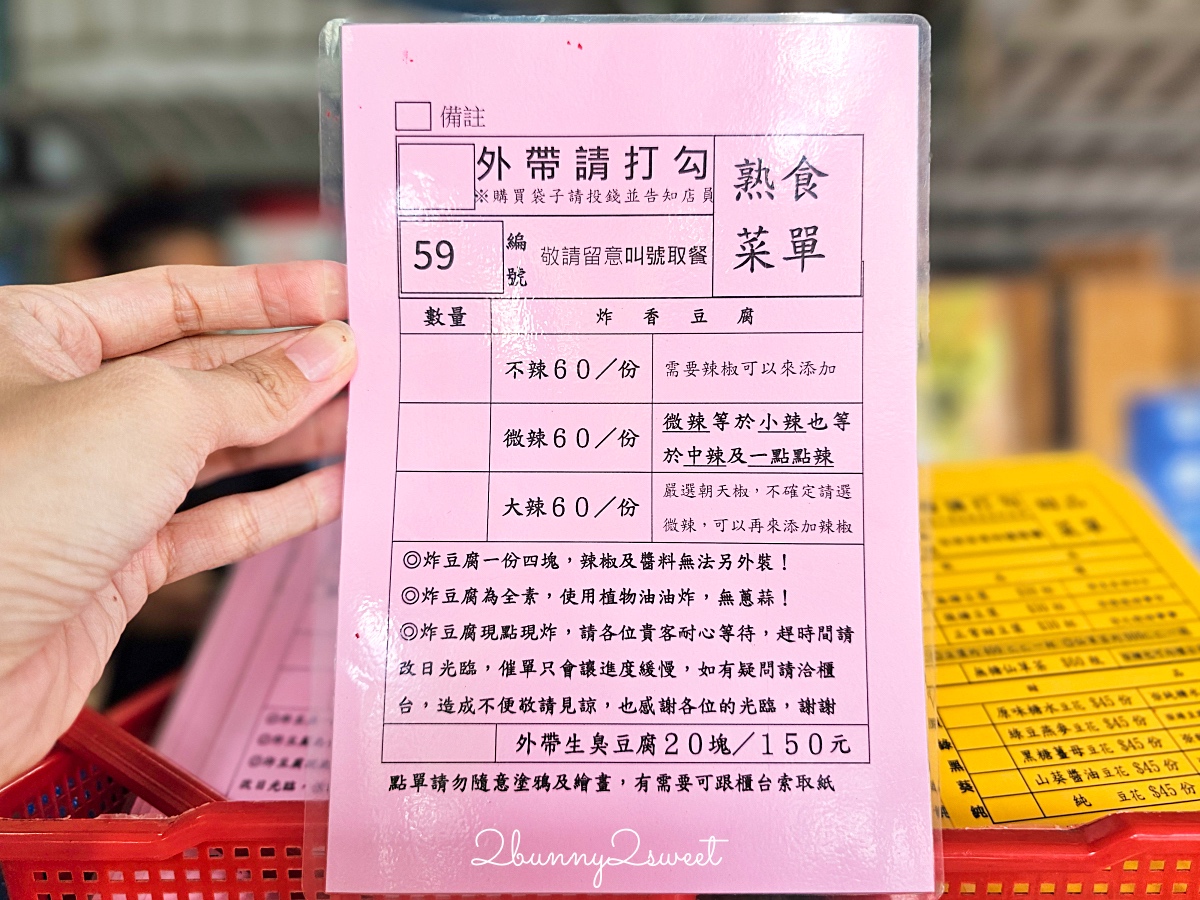 備註
外帶請打勾
※購買袋子請投錢並告知店員
熟食
菜單
59
編號
敬請留意叫號取餐
數量
炸香豆腐
不辣60／份
需要辣椒可以來添加
微辣60／份
微辣等於小辣也等
於中辣及一點點辣
大辣60／份
嚴選朝天椒，不確定請選
微辣，可以再來添加辣椒
◎炸豆腐一份四塊，辣椒及醬料無法另外裝！
◎炸豆腐為全素，使用植物油油炸，無蔥蒜！
◎炸豆腐現點現炸，請各位貴客耐心等待，趕時間請
改日光臨，催單只會讓進度緩慢，如有疑問請洽櫃
台，造成不便敬請見諒，也感謝各位的光臨，謝謝
外帶生臭豆腐20塊／150元
點單請勿隨意塗鴉及繪畫，有需要可跟櫃台索取紙
2bunny2sweet
原味糖水豆花 $45份
綠豆燕麥豆花 $45份
黑糖薑母豆花 $45份
山葵醬油豆花 $45份
純 豆花 $45份